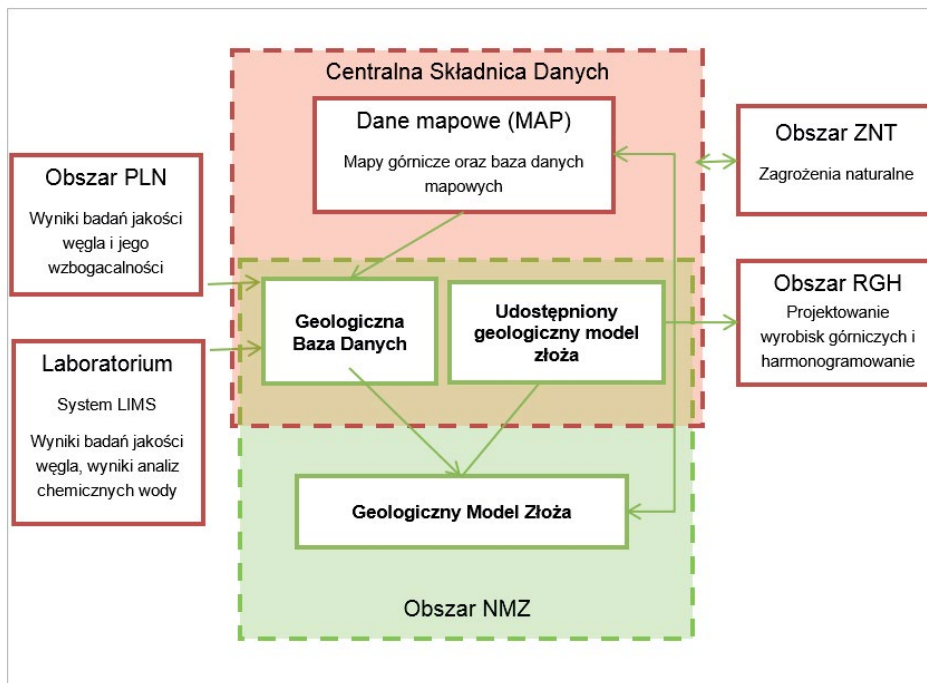 Centralna Składnica Danych
Dane mapowe (MAP)
Mapy górnicze oraz baza danych
mapowych
Obszar ZNT
Zagrożenia naturalne
Obszar PLN
Wyniki badań jakości
węgla i jego
wzbogacalności
Geologiczna
Baza Danych
Udostępniony
geologiczny model
złoża
Obszar RGH
Projektowanie
wyrobisk górniczych i
harmonogramowanie
Laboratorium
System LIMS
Wyniki badań jakości
węgla, wyniki analiz
chemicznych wody
Geologiczny Model Złoża
Obszar NMZ